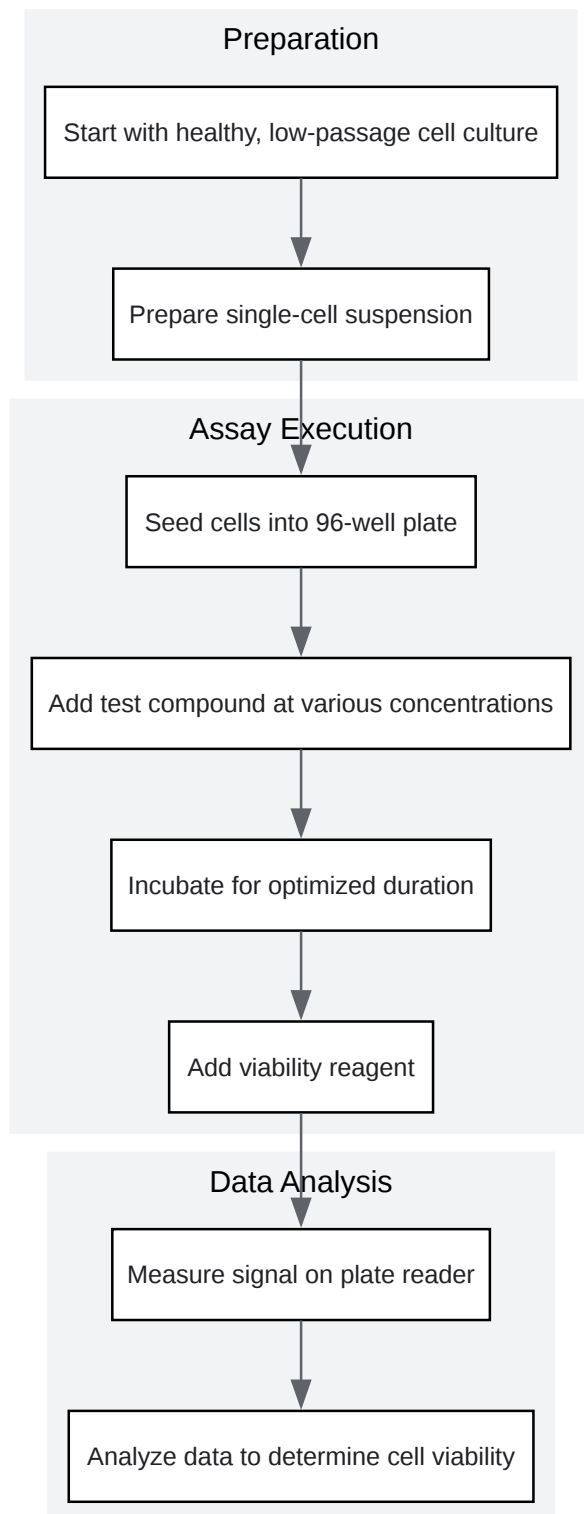 Preparation
Start with healthy, low-passage cell culture
Prepare single-cell suspension
Assay Execution
Seed cells into 96-well plate
Add test compound at various concentrations
Incubate for optimized duration
Add viability reagent
Data Analysis
Measure signal on plate reader
Analyze data to determine cell viability